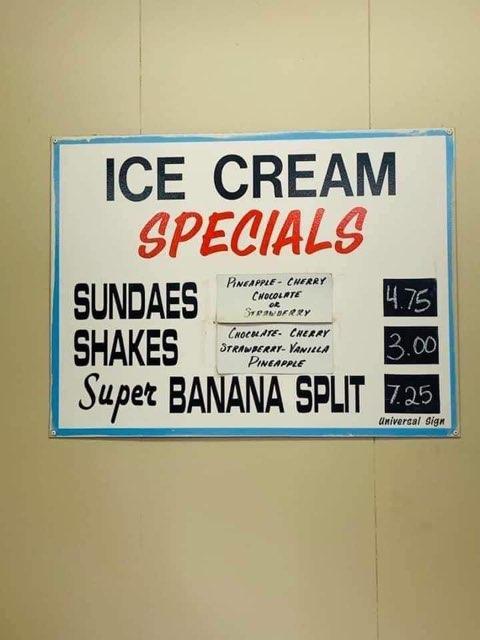 ICE CREAM
SPECIALS
SUNDAES
PINEAPPLE - CHERRY
CHOCOLATE
OR
STRAWBERRY
4.75
SHAKES
CHOCOLATE - CHERRY
STRAWBERRY - VANILLA
PINEAPPLE
3.00
Super BANANA SPLIT 7.25
Universal Sign